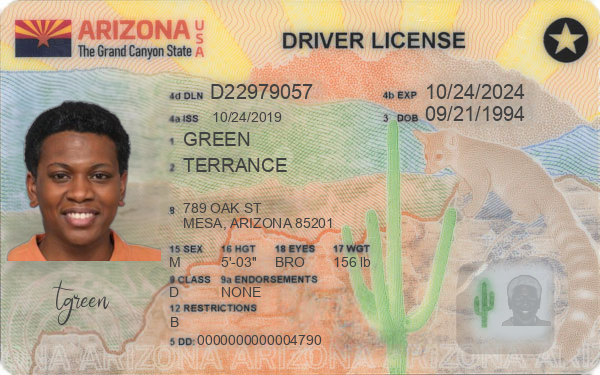 ARIZONA USA
The Grand Canyon State
DRIVER LICENSE
4d DLN D22979057 4b EXP 10/24/2024
4a ISS 10/24/2019 3 DOB 09/21/1994
1 GREEN
2 TERRANCE
8 789 OAK ST
MESA, ARIZONA 85201
15 SEX 16 HGT 18 EYES 17 WGT
M 5'-03" BRO 156 lb
9 CLASS 9a ENDORSEMENTS
D NONE
12 RESTRICTIONS
B
5 DD: 0000000000004790
tgreen
ARIZONA ARIZONA ARIZONA